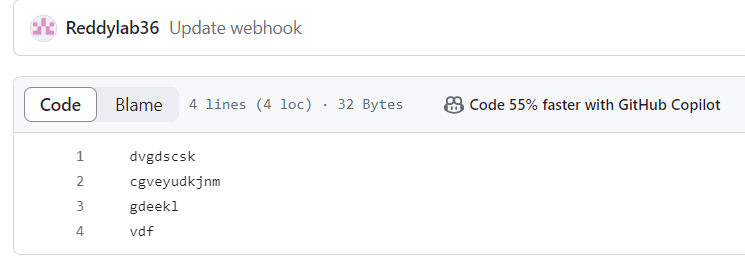 Reddylab36 Update webhook
Code Blame 4 lines (4 loc) · 32 Bytes Code 55% faster with GitHub Copilot
1 dvgdscsk
2 cgveyudkjnm
3 gdeekl
4 vdf